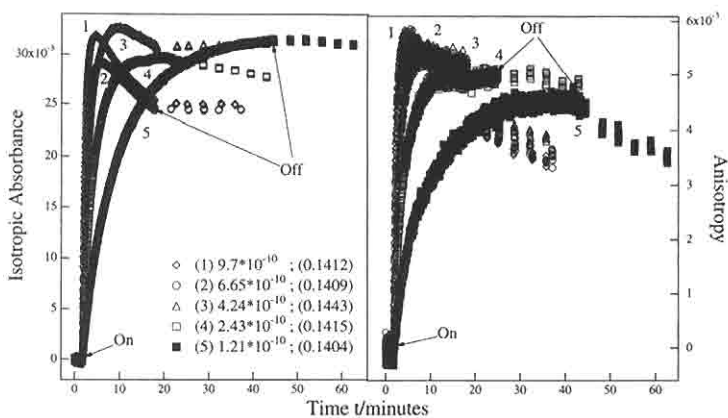 Isotropic Absorbance
30x10⁻³
25
20
15
10
5
0
1
2
3
4
5
Off
Off
On
(1) 9.7*10⁻¹⁰ ; (0.1412)
(2) 6.65*10⁻¹⁰ ; (0.1409)
(3) 4.24*10⁻¹⁰ ; (0.1443)
(4) 2.43*10⁻¹⁰ ; (0.1415)
(5) 1.21*10⁻¹⁰ ; (0.1404)
0 10 20 30 40 50 60
1
2
3
4
5
Off
On
6x10⁻³
5
4
3
2
1
0
Anisotropy
0 10 20 30 40 50 60
Time t/minutes